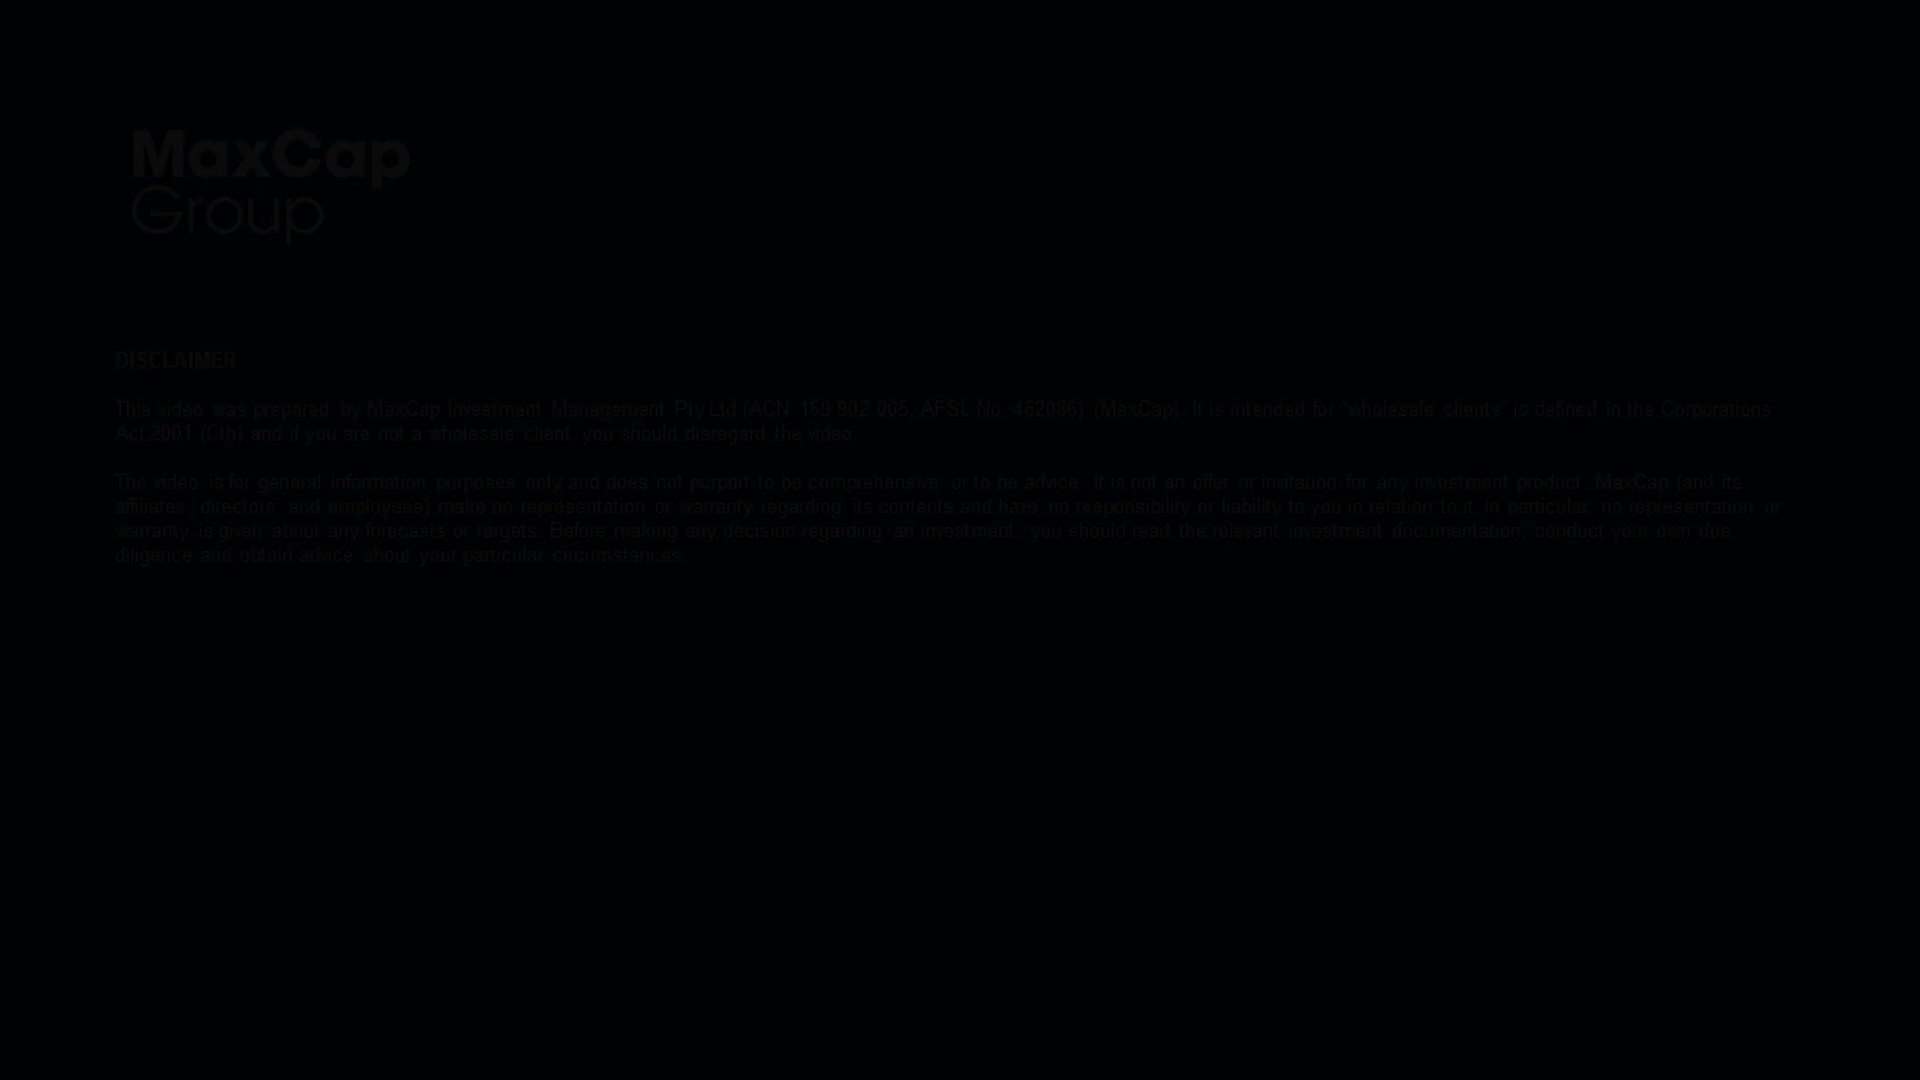 MaxCap
Group
DISCLAIMER
This video was prepared by MaxCap Investment Management Pty Ltd (ACN 169 902 005, AFSL No. 462086) (MaxCap). It is intended for "wholesale clients" is defined in the Corporations
Act 2001 (Cth) and if you are not a wholesale client, you should disregard the video.
The video is for general information purposes only and does not purport to be comprehensive or to be advice. It is not an offer or invitation for any investment product. MaxCap (and its
affiliates, directors, and employees) make no representation or warranty regarding its contents and have no responsibility or liability to you in relation to it. In particular, no representation or
warranty is given about any forecasts or targets. Before making any decision regarding an investment, you should read the relevant investment documentation, conduct your own due
diligence and obtain advice about your particular circumstances.